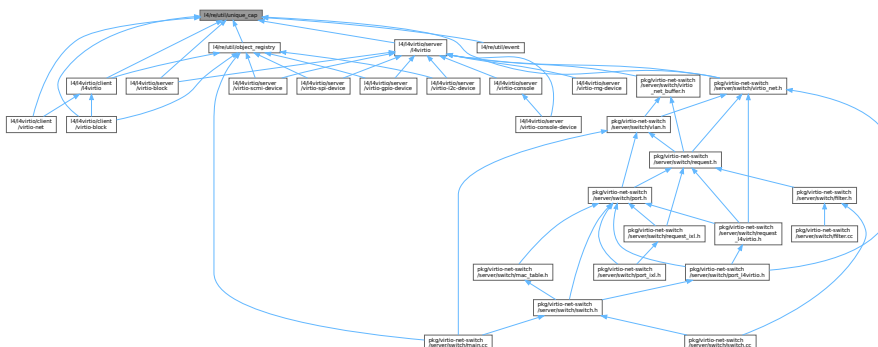 l4/re/util/unique_cap
l4/re/util/object_registry
l4/l4virtio/server
/l4virtio
l4/re/util/event
l4/l4virtio/client
/l4virtio
l4/l4virtio/server
/virtio-block
l4/l4virtio/server
/virtio-scmi-device
l4/l4virtio/server
/virtio-spi-device
l4/l4virtio/server
/virtio-gpio-device
l4/l4virtio/server
/virtio-i2c-device
l4/l4virtio/server
/virtio-console
l4/l4virtio/server
/virtio-rng-device
pkg/virtio-net-switch
/server/switch/virtio
_net_buffer.h
pkg/virtio-net-switch
/server/switch/virtio_net.h
l4/l4virtio/client
/virtio-net
l4/l4virtio/client
/virtio-block
l4/l4virtio/server
/virtio-console-device
pkg/virtio-net-switch
/server/switch/vlan.h
pkg/virtio-net-switch
/server/switch/request.h
pkg/virtio-net-switch
/server/switch/port.h
pkg/virtio-net-switch
/server/switch/filter.h
pkg/virtio-net-switch
/server/switch/request_ixl.h
pkg/virtio-net-switch
/server/switch/request
_l4virtio.h
pkg/virtio-net-switch
/server/switch/filter.cc
pkg/virtio-net-switch
/server/switch/mac_table.h
pkg/virtio-net-switch
/server/switch/port_ixl.h
pkg/virtio-net-switch
/server/switch/port_l4virtio.h
pkg/virtio-net-switch
/server/switch/switch.h
pkg/virtio-net-switch
/server/switch/main.cc
pkg/virtio-net-switch
/server/switch/switch.cc